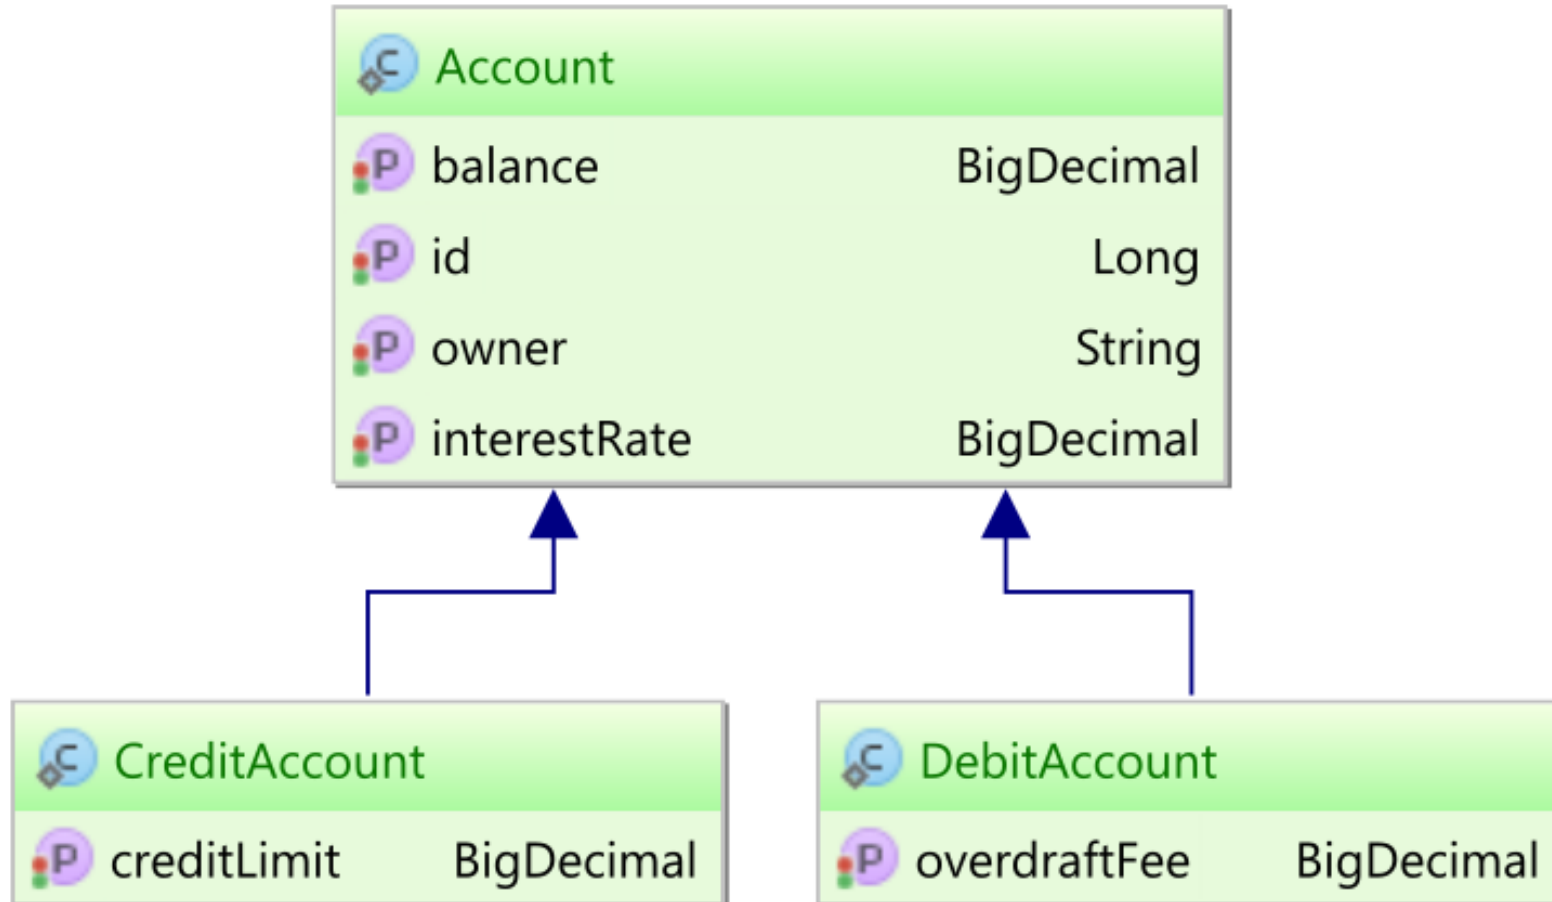 C Account
P balance BigDecimal
P id Long
P owner String
P interestRate BigDecimal
C CreditAccount
P creditLimit BigDecimal
C DebitAccount
P overdraftFee BigDecimal